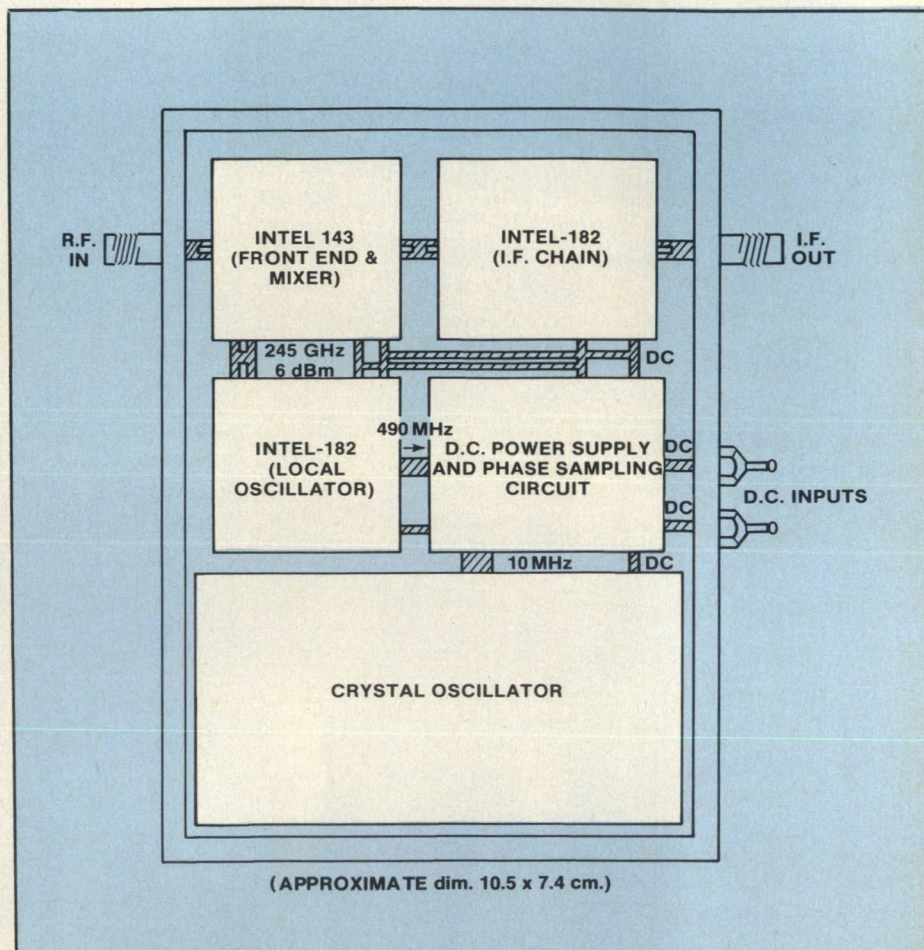 R.F.
IN
INTEL 143
(FRONT END &
MIXER)
INTEL-182
(I.F. CHAIN)
I.F.
OUT
245 GHz
6 dBm
DC
INTEL-182
(LOCAL
OSCILLATOR)
490 MHz
D.C. POWER SUPPLY
AND PHASE SAMPLING
CIRCUIT
DC
DC
D.C. INPUTS
10 MHz
DC
CRYSTAL OSCILLATOR
(APPROXIMATE dim. 10.5 x 7.4 cm.)